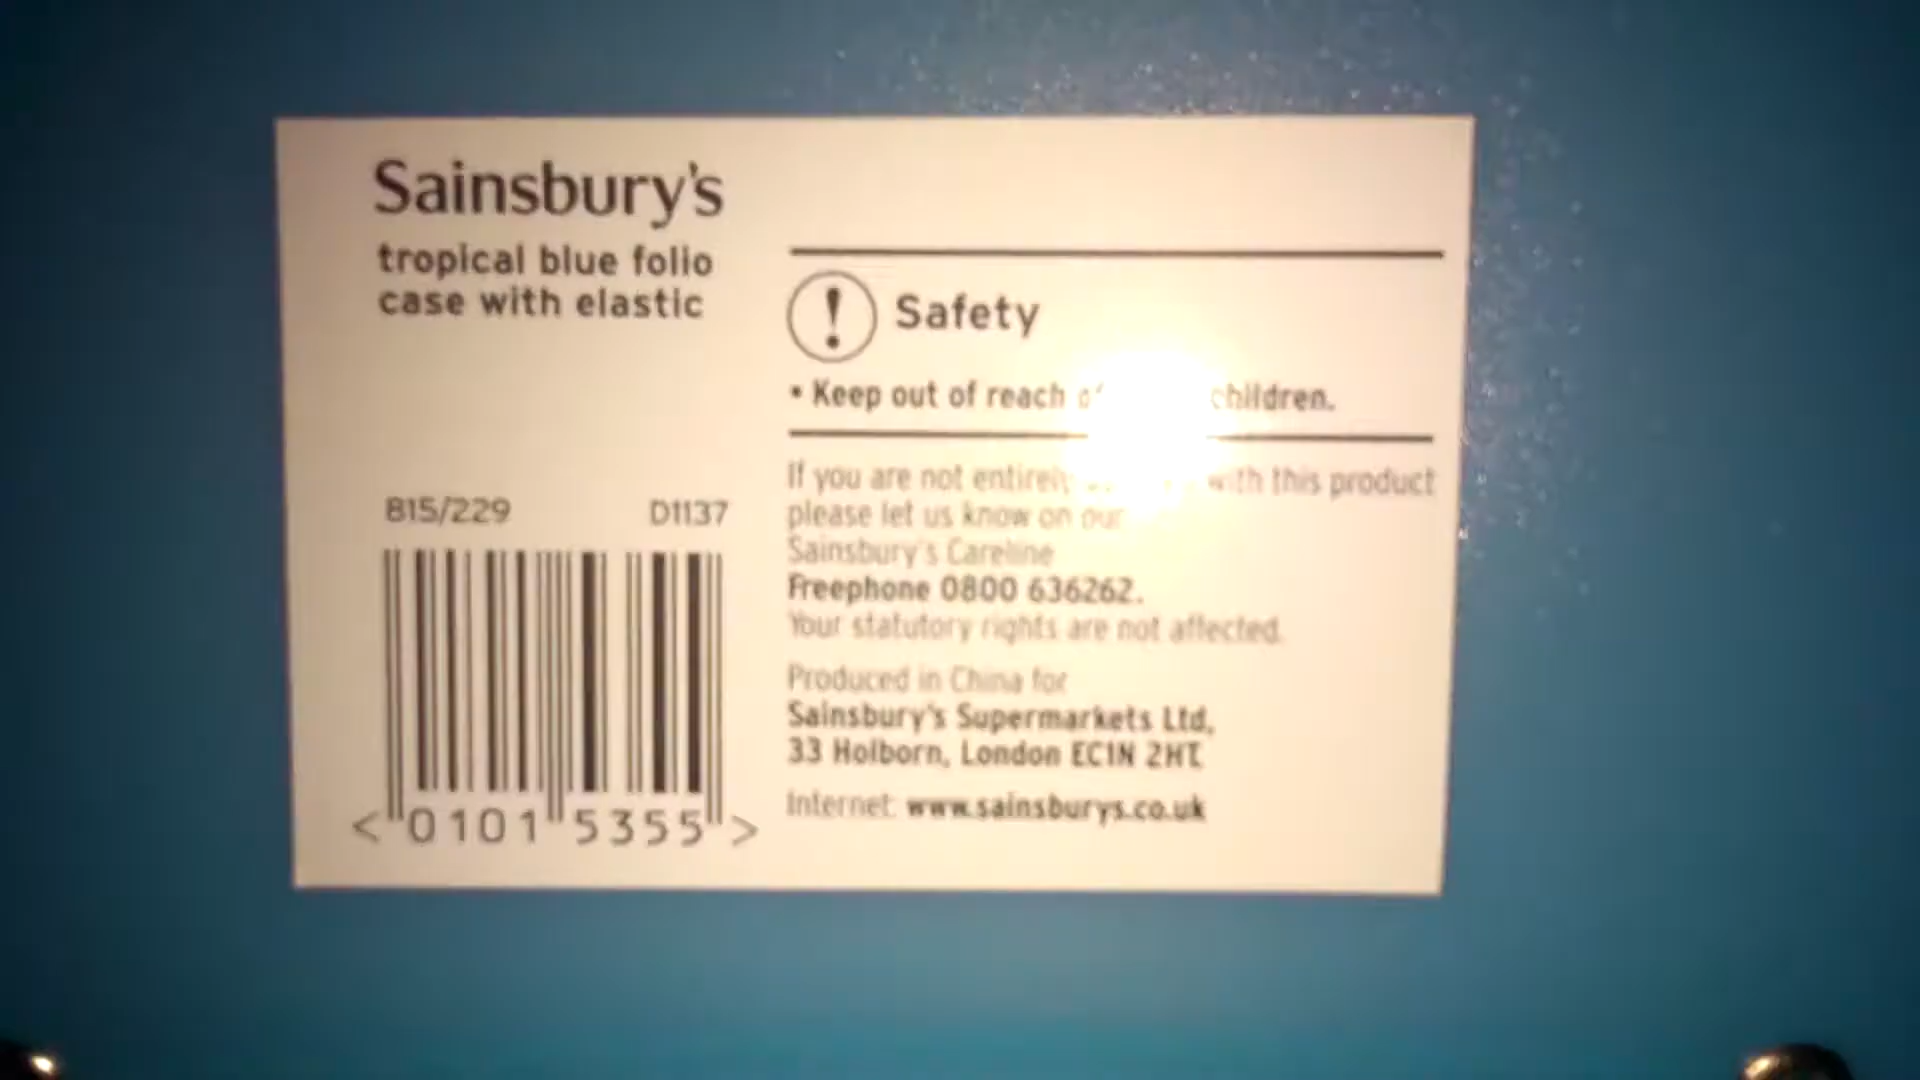 Sainsbury's
tropical blue folio
case with elastic
815/229 D1137
<0101 5355>
! Safety
• Keep out of reach children.
If you are not with this product
please let us know on our
Sainsbury's Careline
Freephone 0800 636262.
Your statutory rights are not affected.
Produced in China for
Sainsbury's Supermarkets Ltd,
33 Holborn, London EC1N 2HT.
Internet: www.sainsburys.co.uk